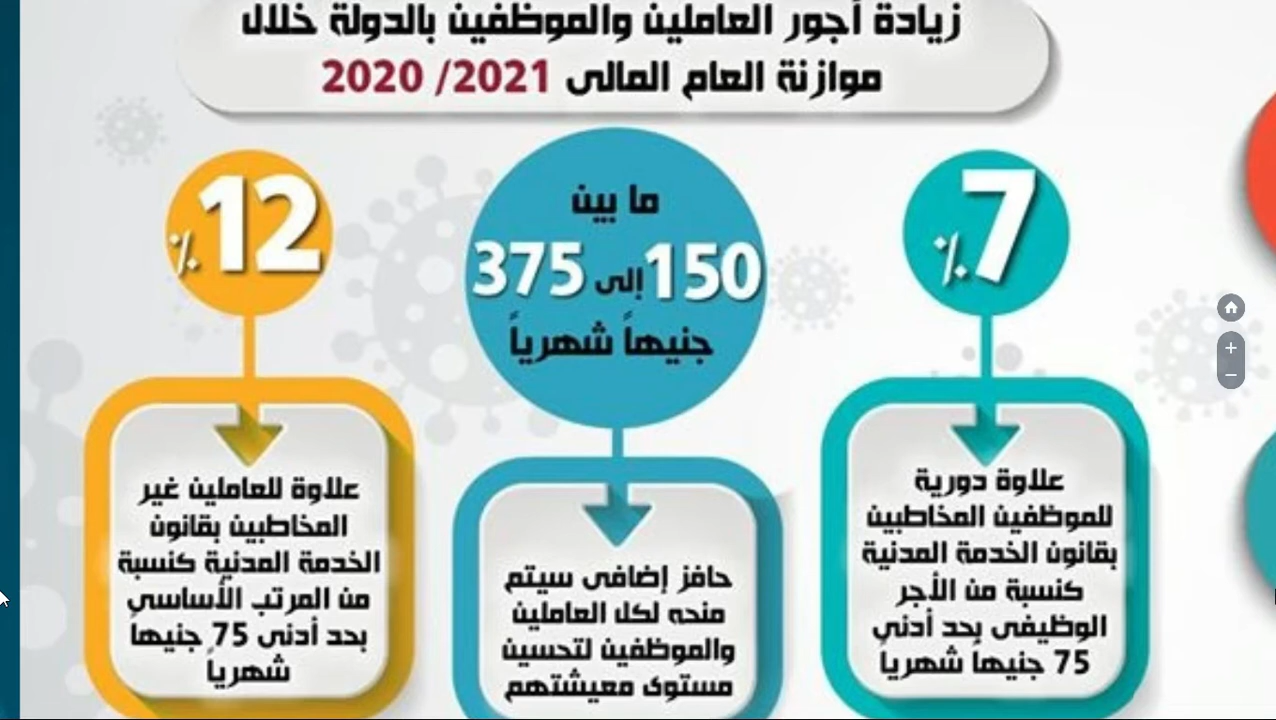 زيادة أجور العاملين والموظفين بالدولة خلال
موازنة العام المالى 2021/ 2020
7%
علاوة دورية
للموظفين المخاطبين
بقانون الخدمة المدنية
كنسبة من الأجر
الوظيفى بحد أدنى
75 جنيهاً شهرياً
ما بين
150 إلى 375
جنيهاً شهرياً
حافز إضافى سيتم
منحه لكل العاملين
والموظفين لتحسين
مستوى معيشتهم
12%
علاوة للعاملين غير
المخاطبين بقانون
الخدمة المدنية كنسبة
من المرتب الأساسي
بحد أدنى 75 جنيهاً
شهرياً